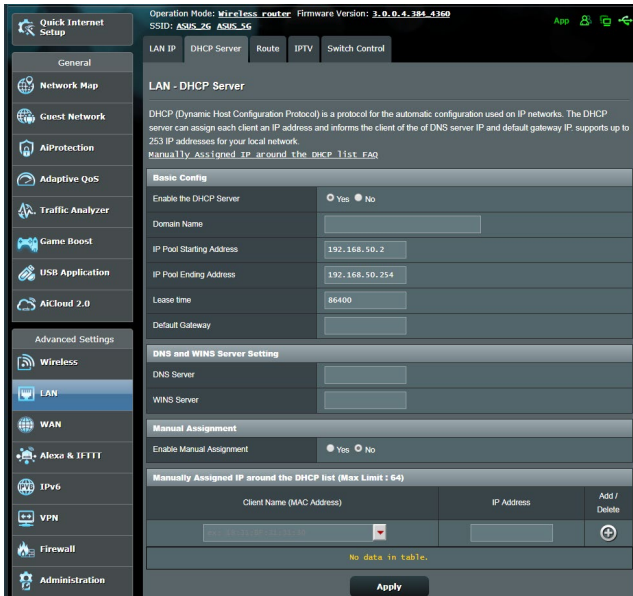 Quick Internet
Setup
General
Network Map
Guest Network
AiProtection
Adaptive QoS
Traffic Analyzer
Game Boost
USB Application
AiCloud 2.0
Advanced Settings
Wireless
LAN
WAN
Alexa & IFTTT
IPv6
VPN
Firewall
Administration
Operation Mode: Wireless router Firmware Version: 3.0.0.4.384_4360
SSID: ASUS_2G ASUS_5G
App
LAN IP DHCP Server Route IPTV Switch Control
LAN - DHCP Server
DHCP (Dynamic Host Configuration Protocol) is a protocol for the automatic configuration used on IP networks. The DHCP
server can assign each client an IP address and informs the client of the of DNS server IP and default gateway IP. supports up to
253 IP addresses for your local network.
Manually Assigned IP around the DHCP list FAQ
Basic Config
Enable the DHCP Server Yes No
Domain Name
IP Pool Starting Address 192.168.50.2
IP Pool Ending Address 192.168.50.254
Lease time 86400
Default Gateway
DNS and WINS Server Setting
DNS Server
WINS Server
Manual Assignment
Enable Manual Assignment Yes No
Manually Assigned IP around the DHCP list (Max Limit : 64)
Client Name (MAC Address) IP Address Add /
Delete
No data in table.
Apply